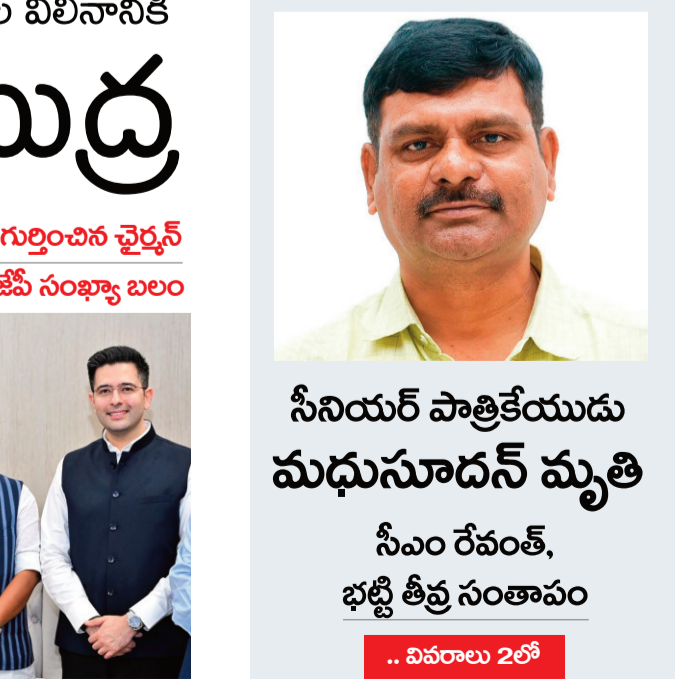 విలీనానికి
ముద్ర
గుర్తించిన ఛైర్మన్
సంఖ్యా బలం
సీనియర్ పాత్రికేయుడు
మధుసూదన్ మృతి
సీఎం రేవంత్,
భట్టి తీవ్ర సంతాపం
.. వివరాలు 2లో